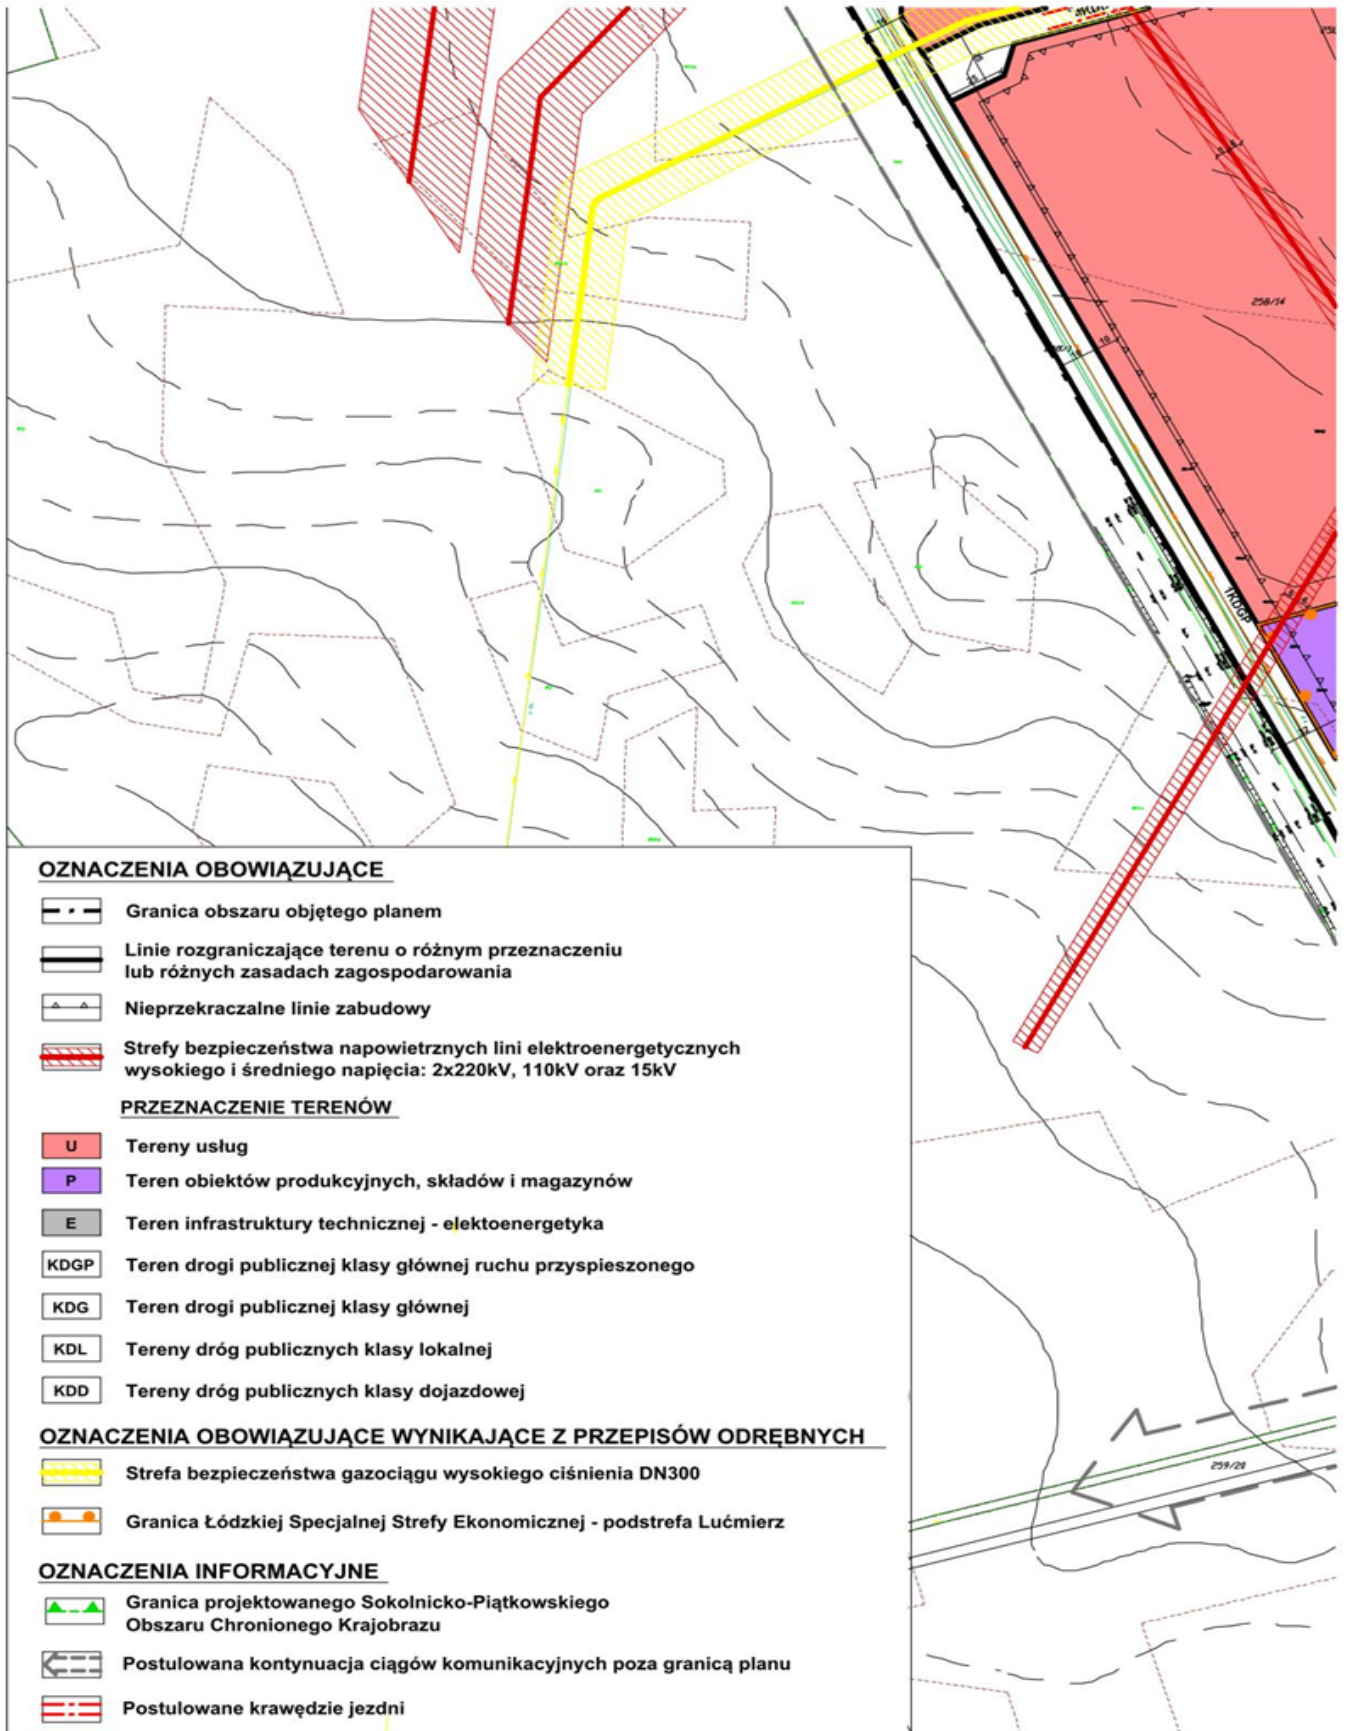 258/14
10
1KDGP
12
259/28
OZNACZENIA OBOWIĄZUJĄCE
Granica obszaru objętego planem
Linie rozgraniczające terenu o różnym przeznaczeniu
lub różnych zasadach zagospodarowania
Nieprzekraczalne linie zabudowy
Strefy bezpieczeństwa napowietrznych lini elektroenergetycznych
wysokiego i średniego napięcia: 2x220kV, 110kV oraz 15kV
PRZEZNACZENIE TERENÓW
U Tereny usług
P Teren obiektów produkcyjnych, składów i magazynów
E Teren infrastruktury technicznej - elektoenergetyka
KDGP Teren drogi publicznej klasy głównej ruchu przyspieszonego
KDG Teren drogi publicznej klasy głównej
KDL Tereny dróg publicznych klasy lokalnej
KDD Tereny dróg publicznych klasy dojazdowej
OZNACZENIA OBOWIĄZUJĄCE WYNIKAJĄCE Z PRZEPISÓW ODRĘBNYCH
Strefa bezpieczeństwa gazociągu wysokiego ciśnienia DN300
Granica Łódzkiej Specjalnej Strefy Ekonomicznej - podstrefa Lućmierz
OZNACZENIA INFORMACYJNE
Granica projektowanego Sokolnicko-Piątkowskiego
Obszaru Chronionego Krajobrazu
Postulowana kontynuacja ciągów komunikacyjnych poza granicą planu
Postulowane krawędzie jezdni